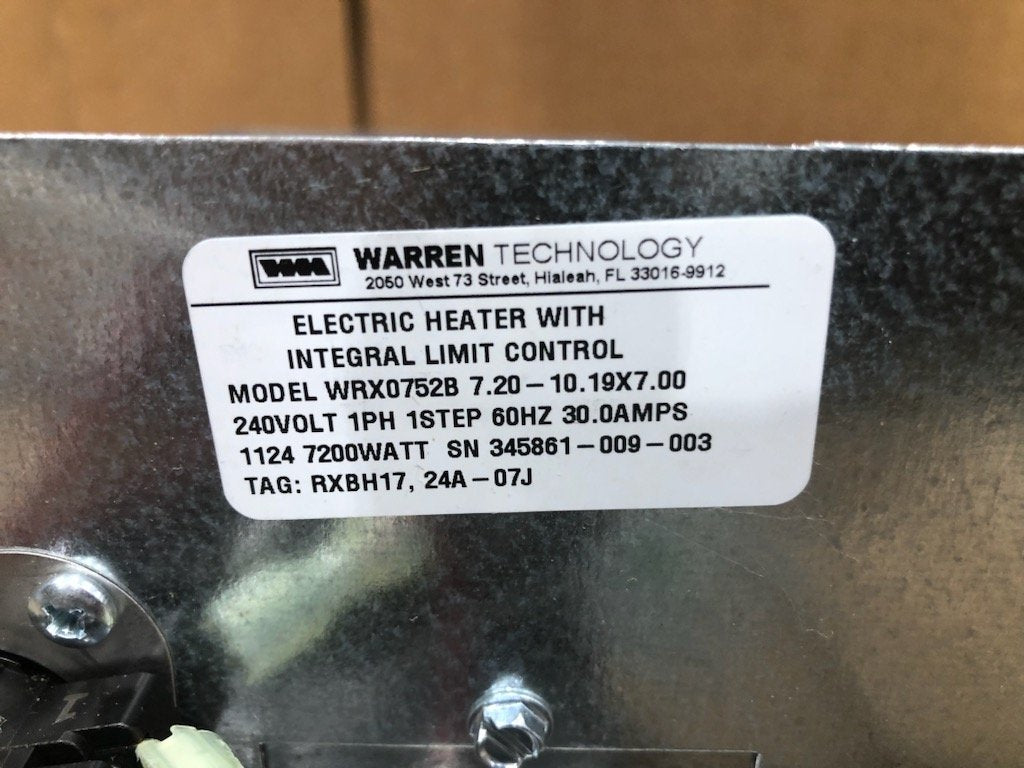 WARREN TECHNOLOGY
2050 West 73 Street, Hialeah, FL 33016-9912
ELECTRIC HEATER WITH
INTEGRAL LIMIT CONTROL
MODEL WRX0752B 7.20-10.19X7.00
240VOLT 1PH 1STEP 60HZ 30.0AMPS
1124 7200WATT SN 345861-009-003
TAG: RXBH17, 24A-07J